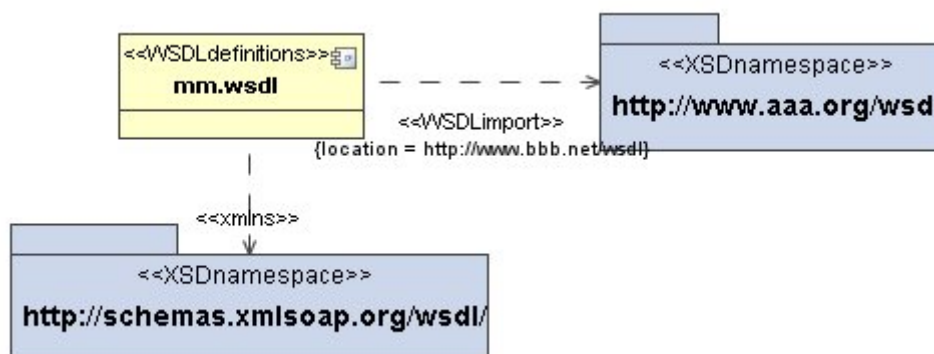 <<WSDLdefinitions>>
mm.wsdl
<<XSDnamespace>>
http://www.aaa.org/wsd
<<WSDLimport>>
{location = http://www.bbb.net/wsdl}
<<xmlns>>
<<XSDnamespace>>
http://schemas.xmlsoap.org/wsdl/